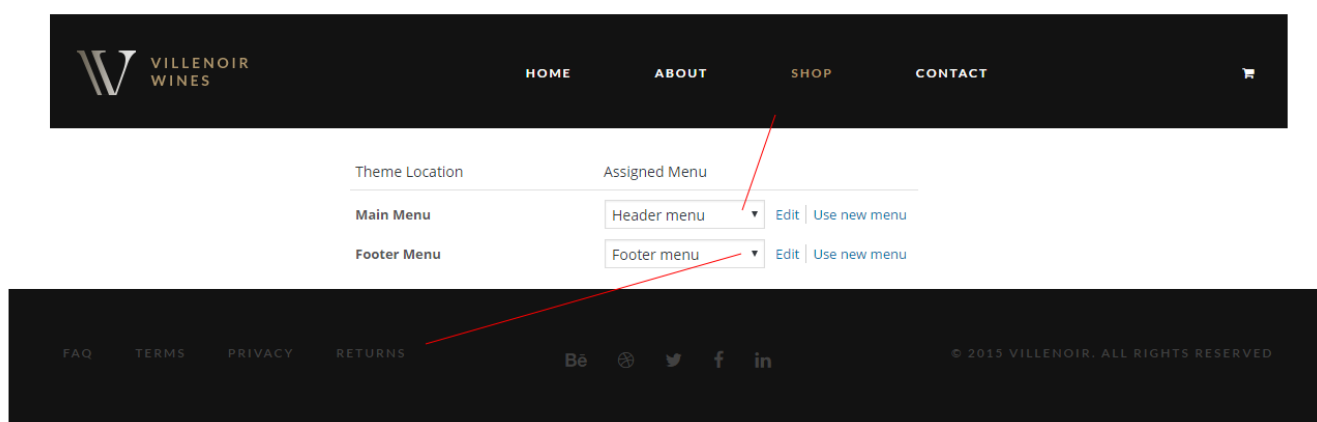 VILLENOIR
WINES
HOME ABOUT SHOP CONTACT
Theme Location Assigned Menu
Main Menu Header menu Edit Use new menu
Footer Menu Footer menu Edit Use new menu
FAQ TERMS PRIVACY RETURNS Bē f in © 2015 VILLENOIR. ALL RIGHTS RESERVED